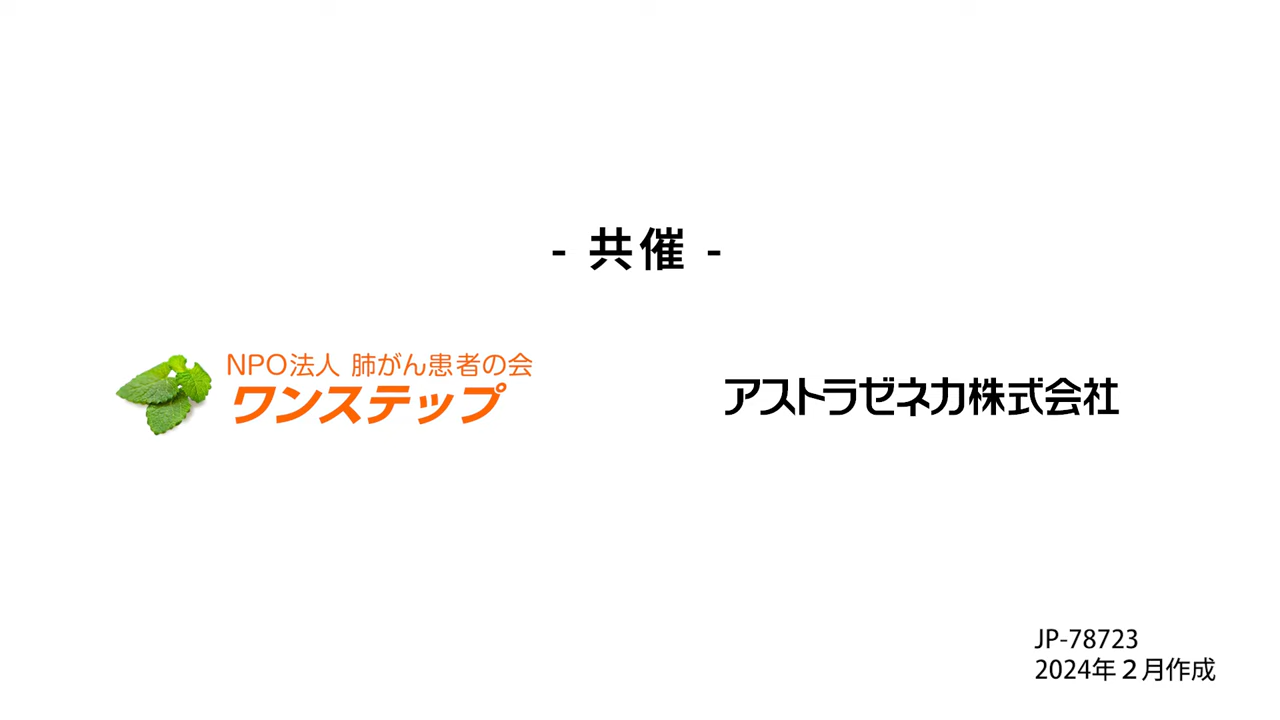 - 共催 -
NPO法人 肺がん患者の会
ワンステップ
アストラゼネカ株式会社
JP-78723
2024年２月作成